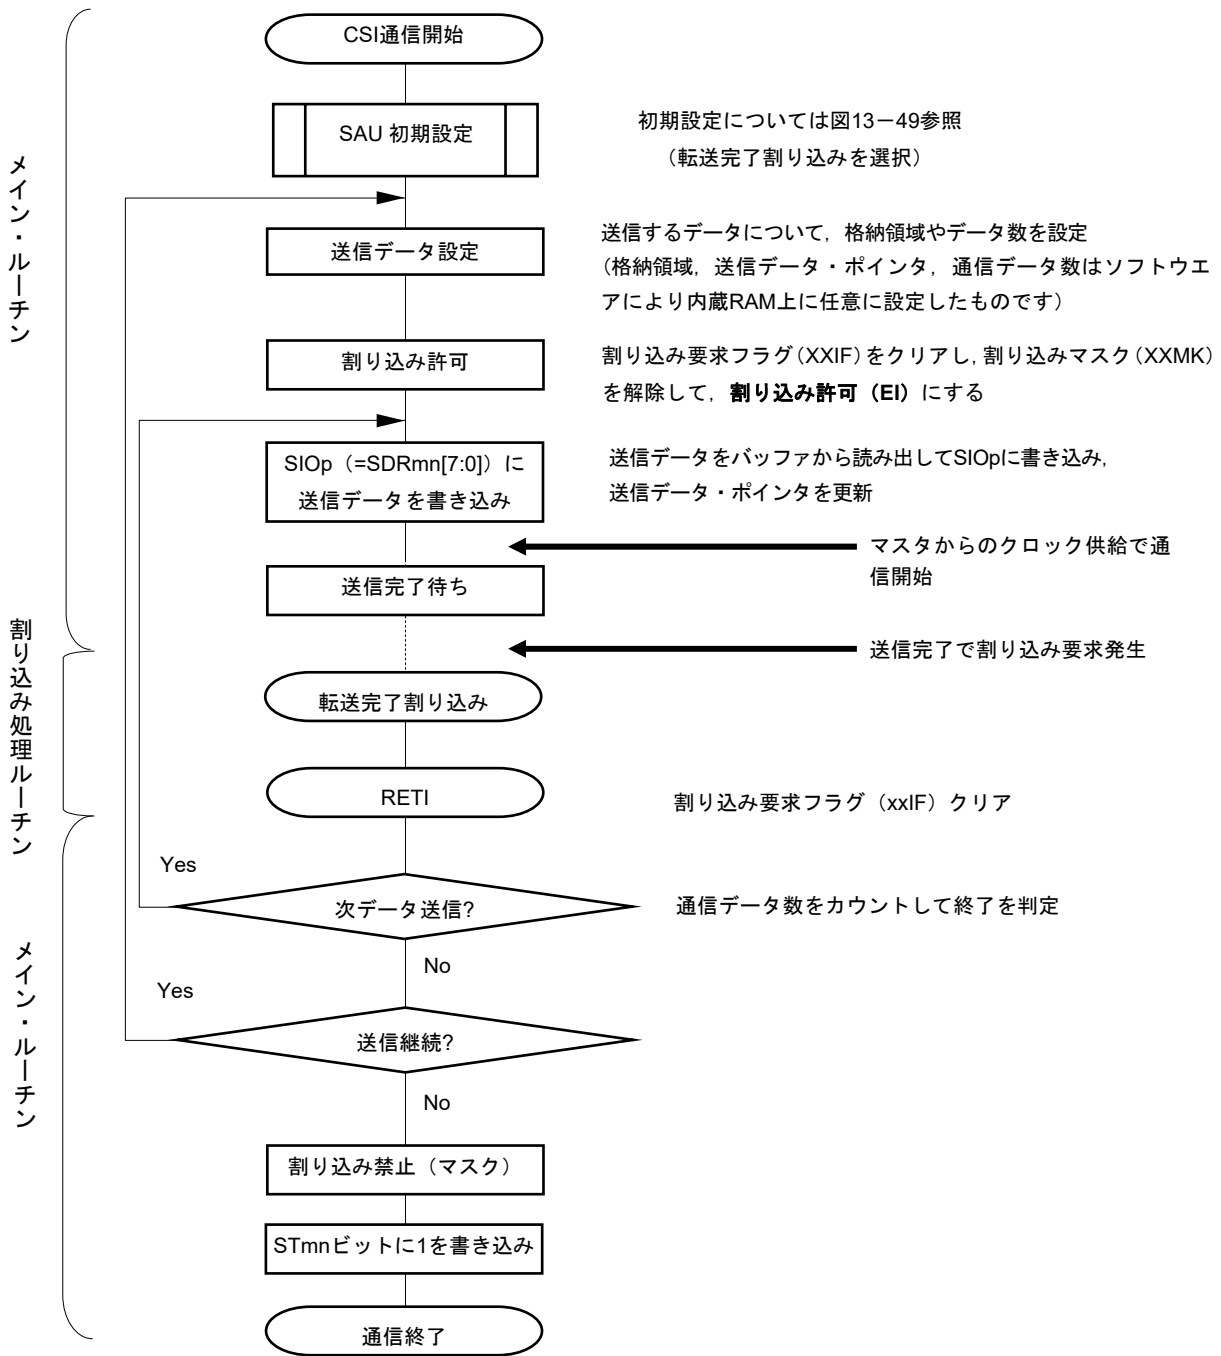 CSI通信開始
SAU 初期設定
初期設定については図13－49参照
（転送完了割り込みを選択）
メイン・ルーチン
送信データ設定
送信するデータについて，格納領域やデータ数を設定
(格納領域，送信データ・ポインタ，通信データ数はソフトウエ
アにより内蔵RAM上に任意に設定したものです）
割り込み許可
割り込み要求フラグ（XXIF）をクリアし，割り込みマスク（XXMK）
を解除して，割り込み許可（EI）にする
SIOp（=SDRmn[7:0]）に
送信データを書き込み
送信データをバッファから読み出してSIOpに書き込み，
送信データ・ポインタを更新
マスタからのクロック供給で通
信開始
送信完了待ち
割り込み処理ルーチン
送信完了で割り込み要求発生
転送完了割り込み
RETI
割り込み要求フラグ（xxIF）クリア
Yes
次データ送信?
通信データ数をカウントして終了を判定
メイン・ルーチン
No
Yes
送信継続?
No
割り込み禁止（マスク）
STmnビットに1を書き込み
通信終了